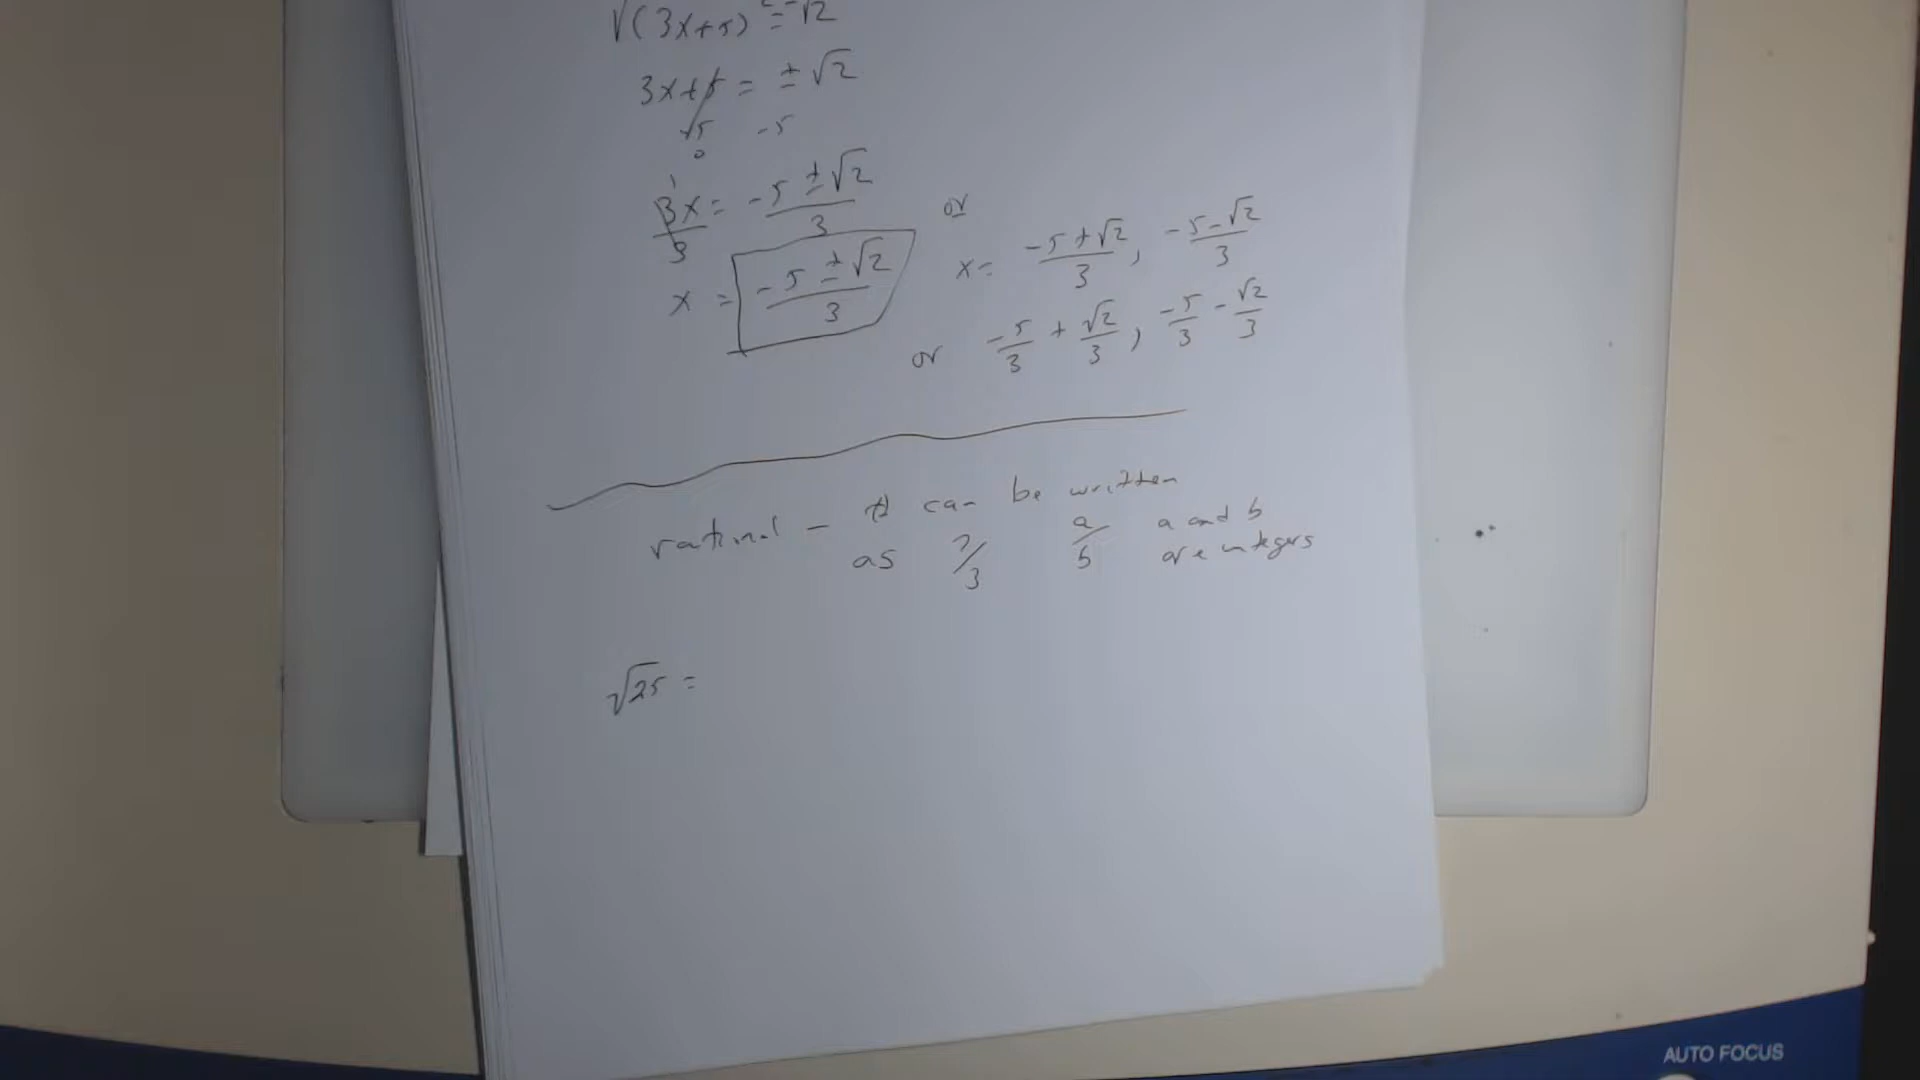 √(3x+5)² = √2
3x+5 = ±√2
-5 -5
0
1
3x = -5 ± √2
3 3
x = -5 ± √2
3
or
x = -5+√2 / 3, -5-√2 / 3
or -5/3 + √2/3, -5/3 - √2/3
rational - # can be written
as ?/3 a/b a and b
are integers
√25 =
AUTO FOCUS